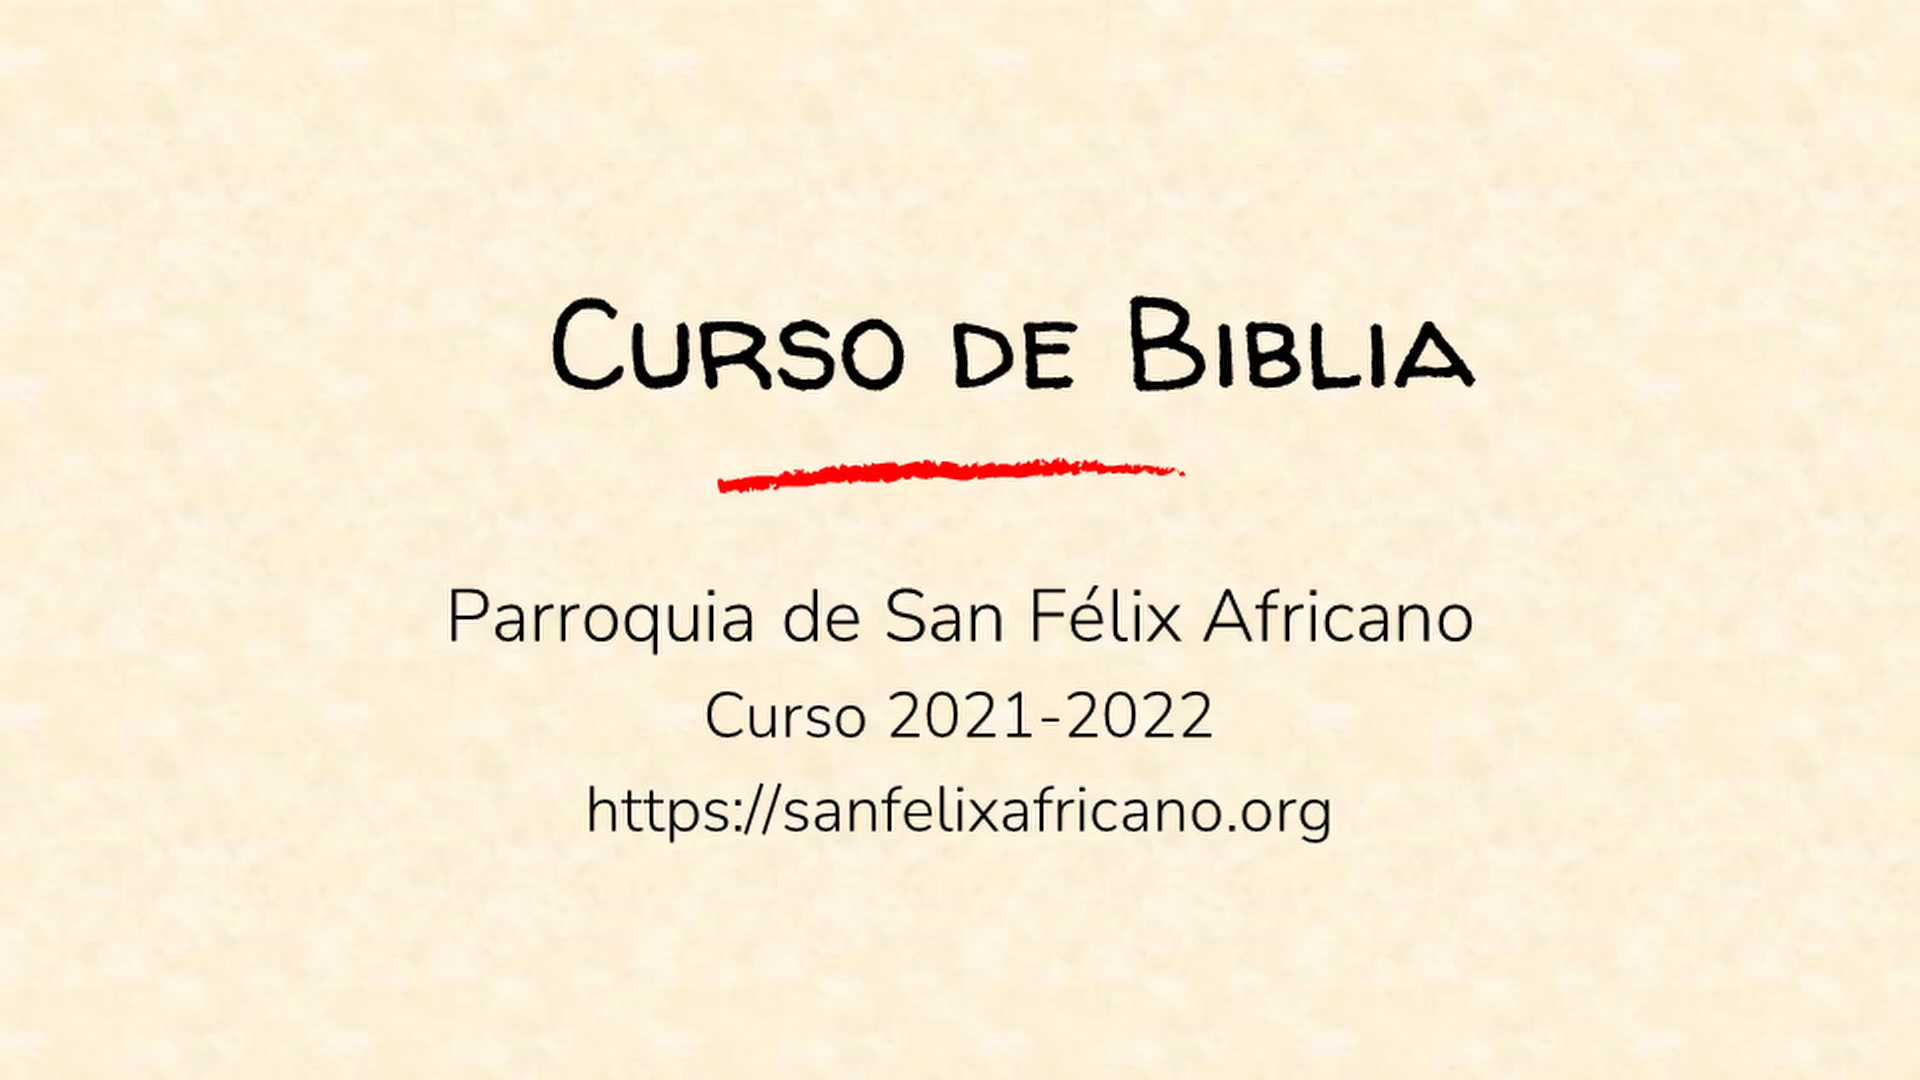 Curso de Biblia
Parroquia de San Félix Africano
Curso 2021-2022
https://sanfelixafricano.org